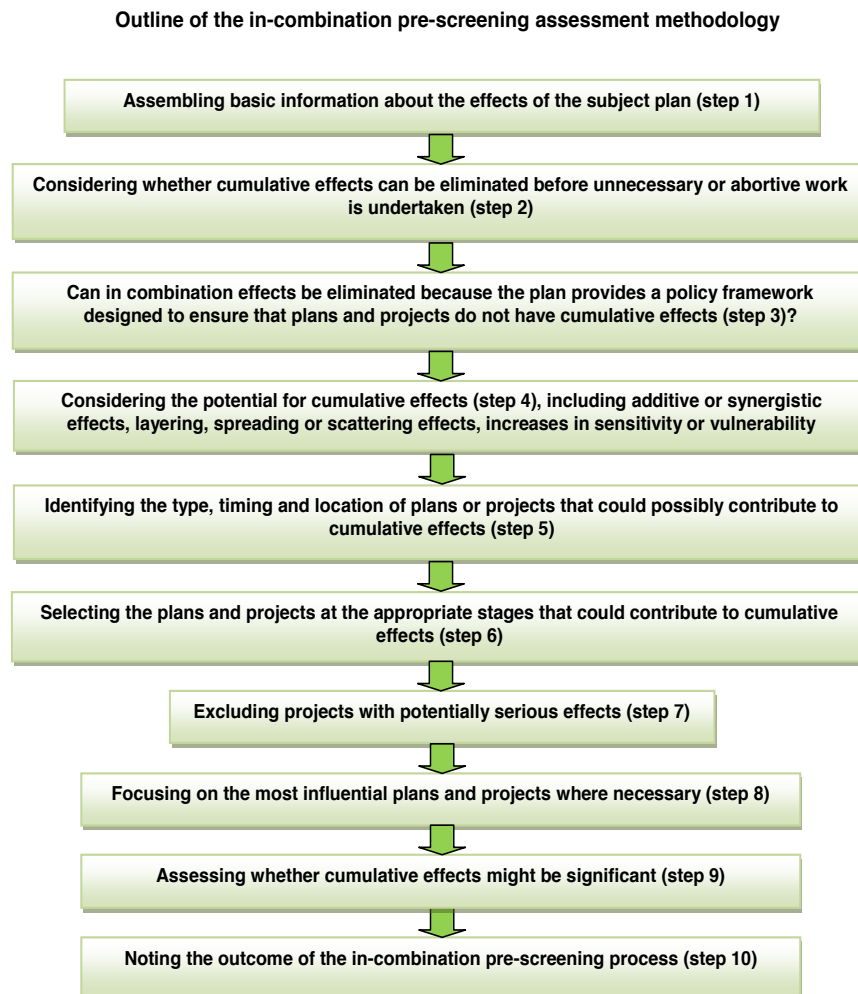 Outline of the in-combination pre-screening assessment methodology
Assembling basic information about the effects of the subject plan (step 1)
Considering whether cumulative effects can be eliminated before unnecessary or abortive work
is undertaken (step 2)
Can in combination effects be eliminated because the plan provides a policy framework
designed to ensure that plans and projects do not have cumulative effects (step 3)?
Considering the potential for cumulative effects (step 4), including additive or synergistic
effects, layering, spreading or scattering effects, increases in sensitivity or vulnerability
Identifying the type, timing and location of plans or projects that could possibly contribute to
cumulative effects (step 5)
Selecting the plans and projects at the appropriate stages that could contribute to cumulative
effects (step 6)
Excluding projects with potentially serious effects (step 7)
Focusing on the most influential plans and projects where necessary (step 8)
Assessing whether cumulative effects might be significant (step 9)
Noting the outcome of the in-combination pre-screening process (step 10)